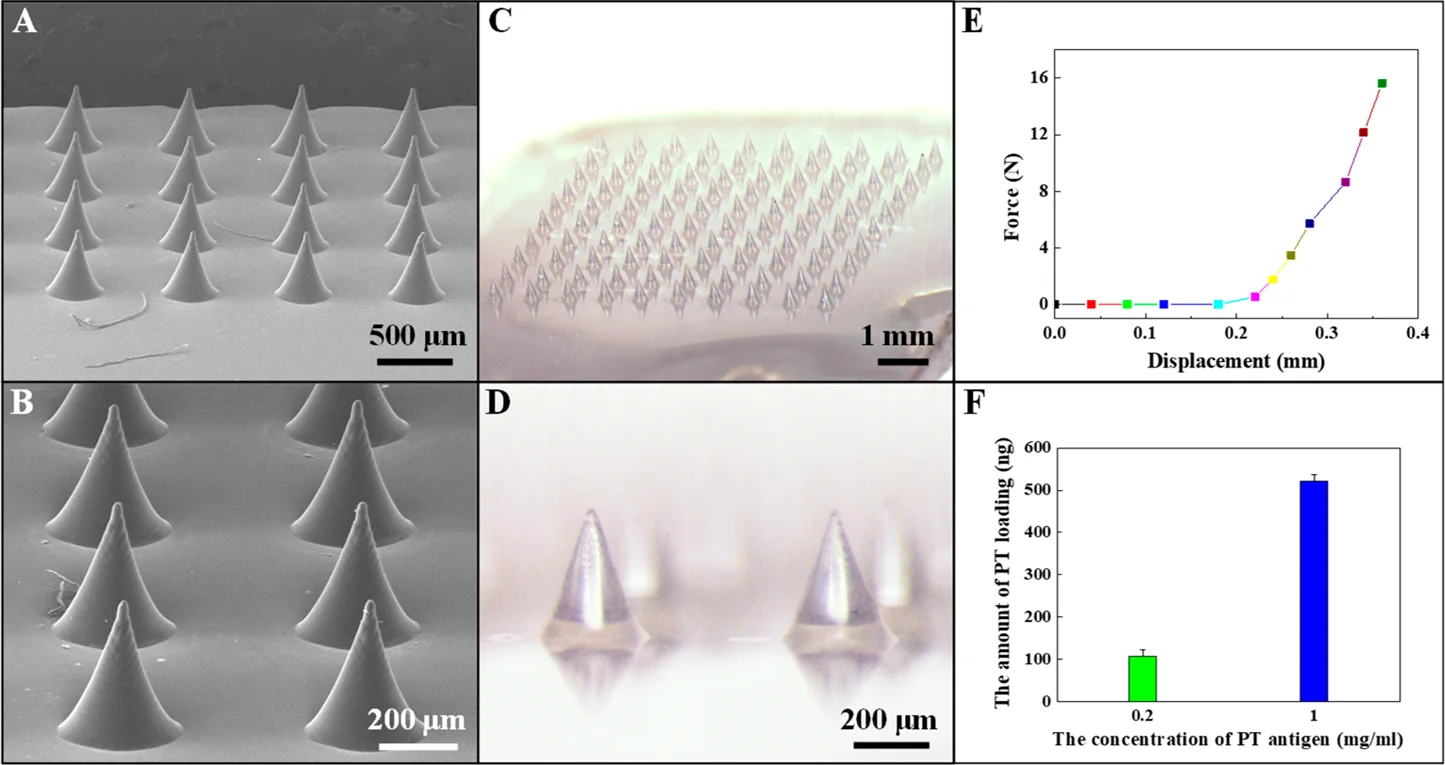 A
500 μm
B
200 μm
C
1 mm
D
200 μm
E
Force (N)
16
12
8
4
0
0.0 0.1 0.2 0.3 0.4
Displacement (mm)
F
The amount of PT loading (ng)
600
500
400
300
200
100
0
0.2 1
The concentration of PT antigen (mg/ml)